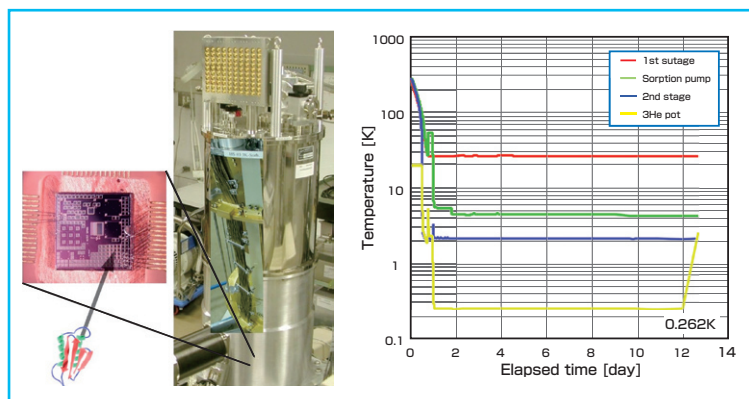 1000
100
10
1
0.1
Temperature [K]
1st sutage
Sorption pump
2nd stage
3He pot
0.262K
0 2 4 6 8 10 12 14
Elapsed time [day]